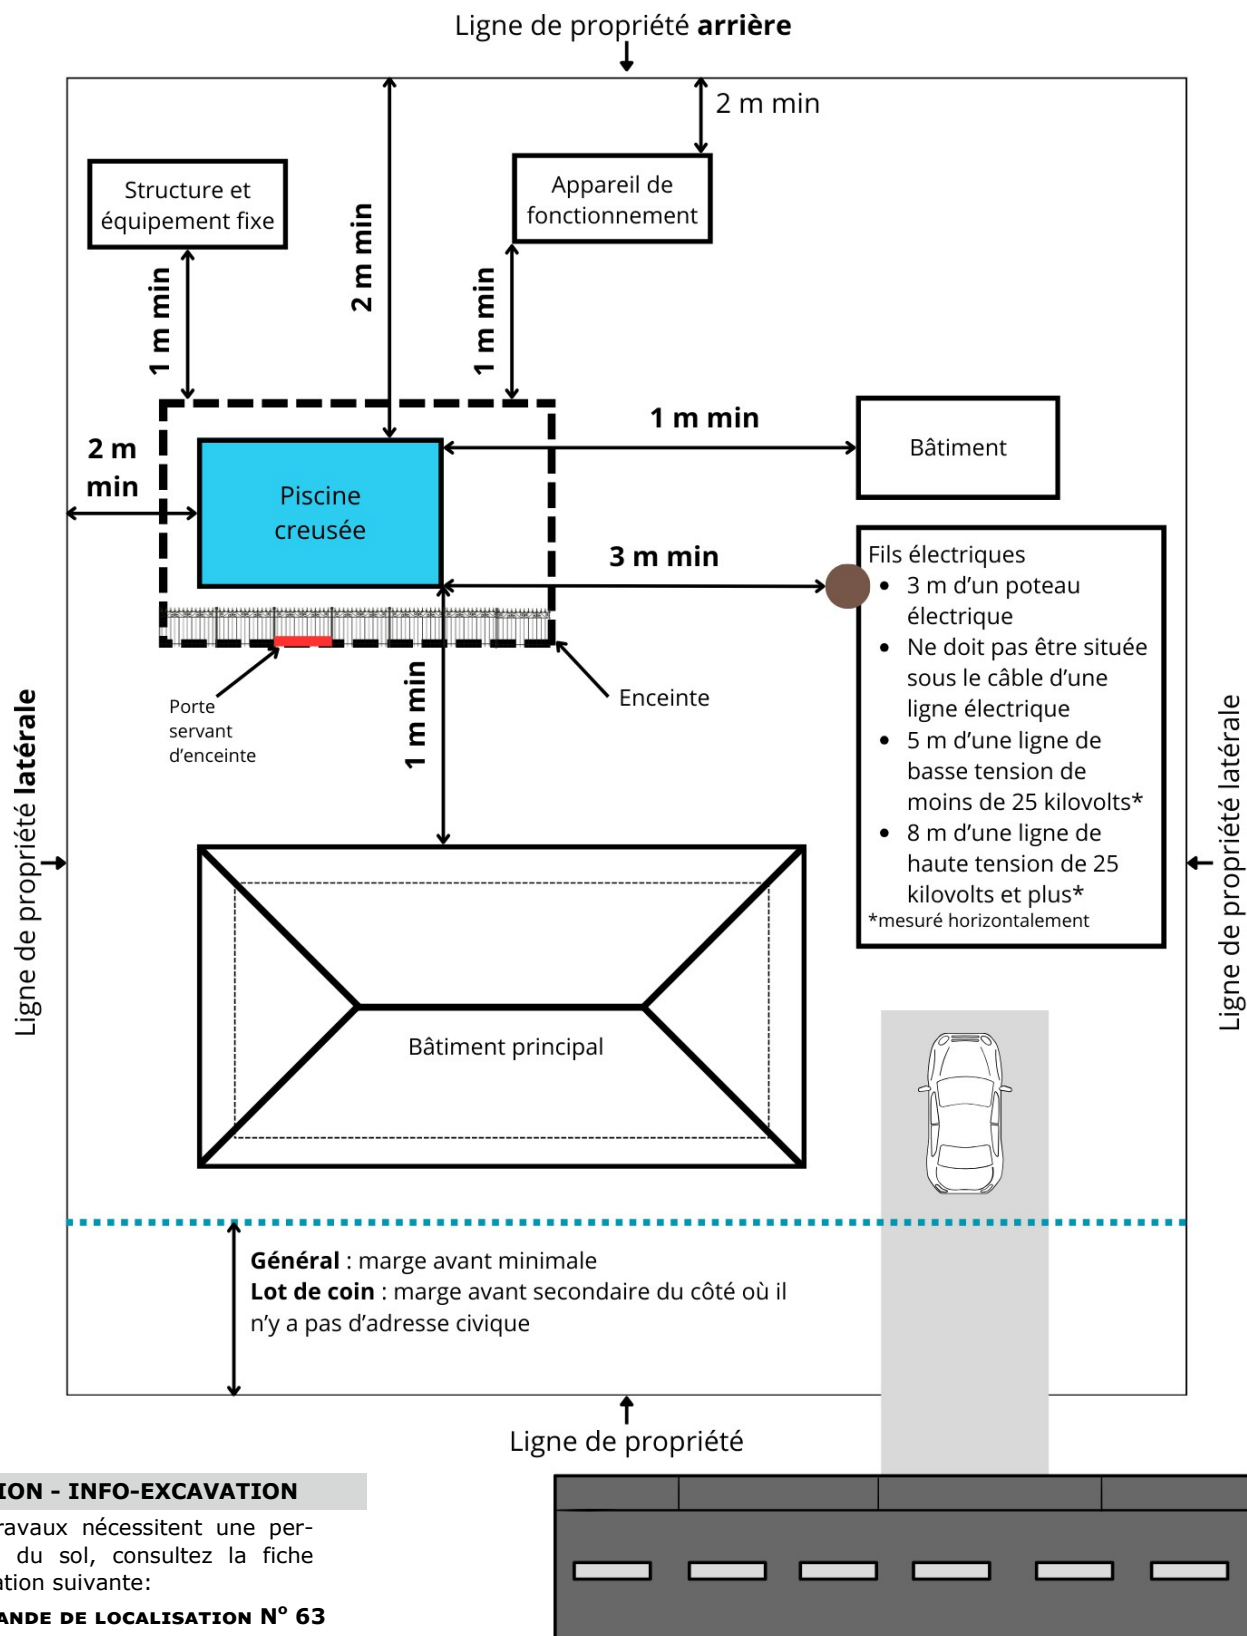 Ligne de propriété arrière
2 m min
Structure et
équipement fixe
Appareil de
fonctionnement
1 m min
2 m min
1 m min
1 m min
Bâtiment
2 m
min
Piscine
creusée
3 m min
Fils électriques
• 3 m d'un poteau
électrique
• Ne doit pas être située
sous le câble d'une
ligne électrique
• 5 m d'une ligne de
basse tension de
moins de 25 kilovolts*
• 8 m d'une ligne de
haute tension de 25
kilovolts et plus*
*mesuré horizontalement
Porte
servant
d'enceinte
Enceinte
1 m min
Ligne de propriété latérale
Ligne de propriété latérale
Bâtiment principal
Général : marge avant minimale
Lot de coin : marge avant secondaire du côté où il
n'y a pas d'adresse civique
Ligne de propriété
ION - INFO-EXCAVATION
ravaux nécessitent une per-
du sol, consultez la fiche
ation suivante:
ANDE DE LOCALISATION N° 63